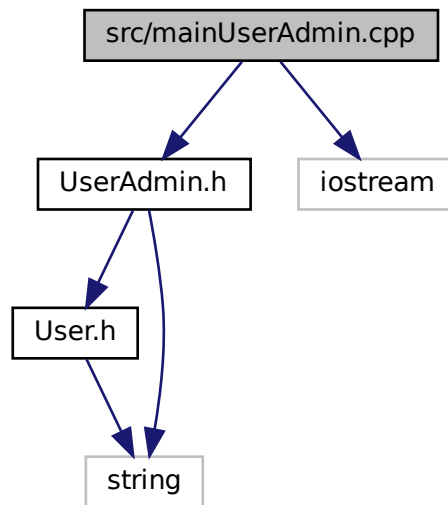 src/mainUserAdmin.cpp
UserAdmin.h
iostream
User.h
string